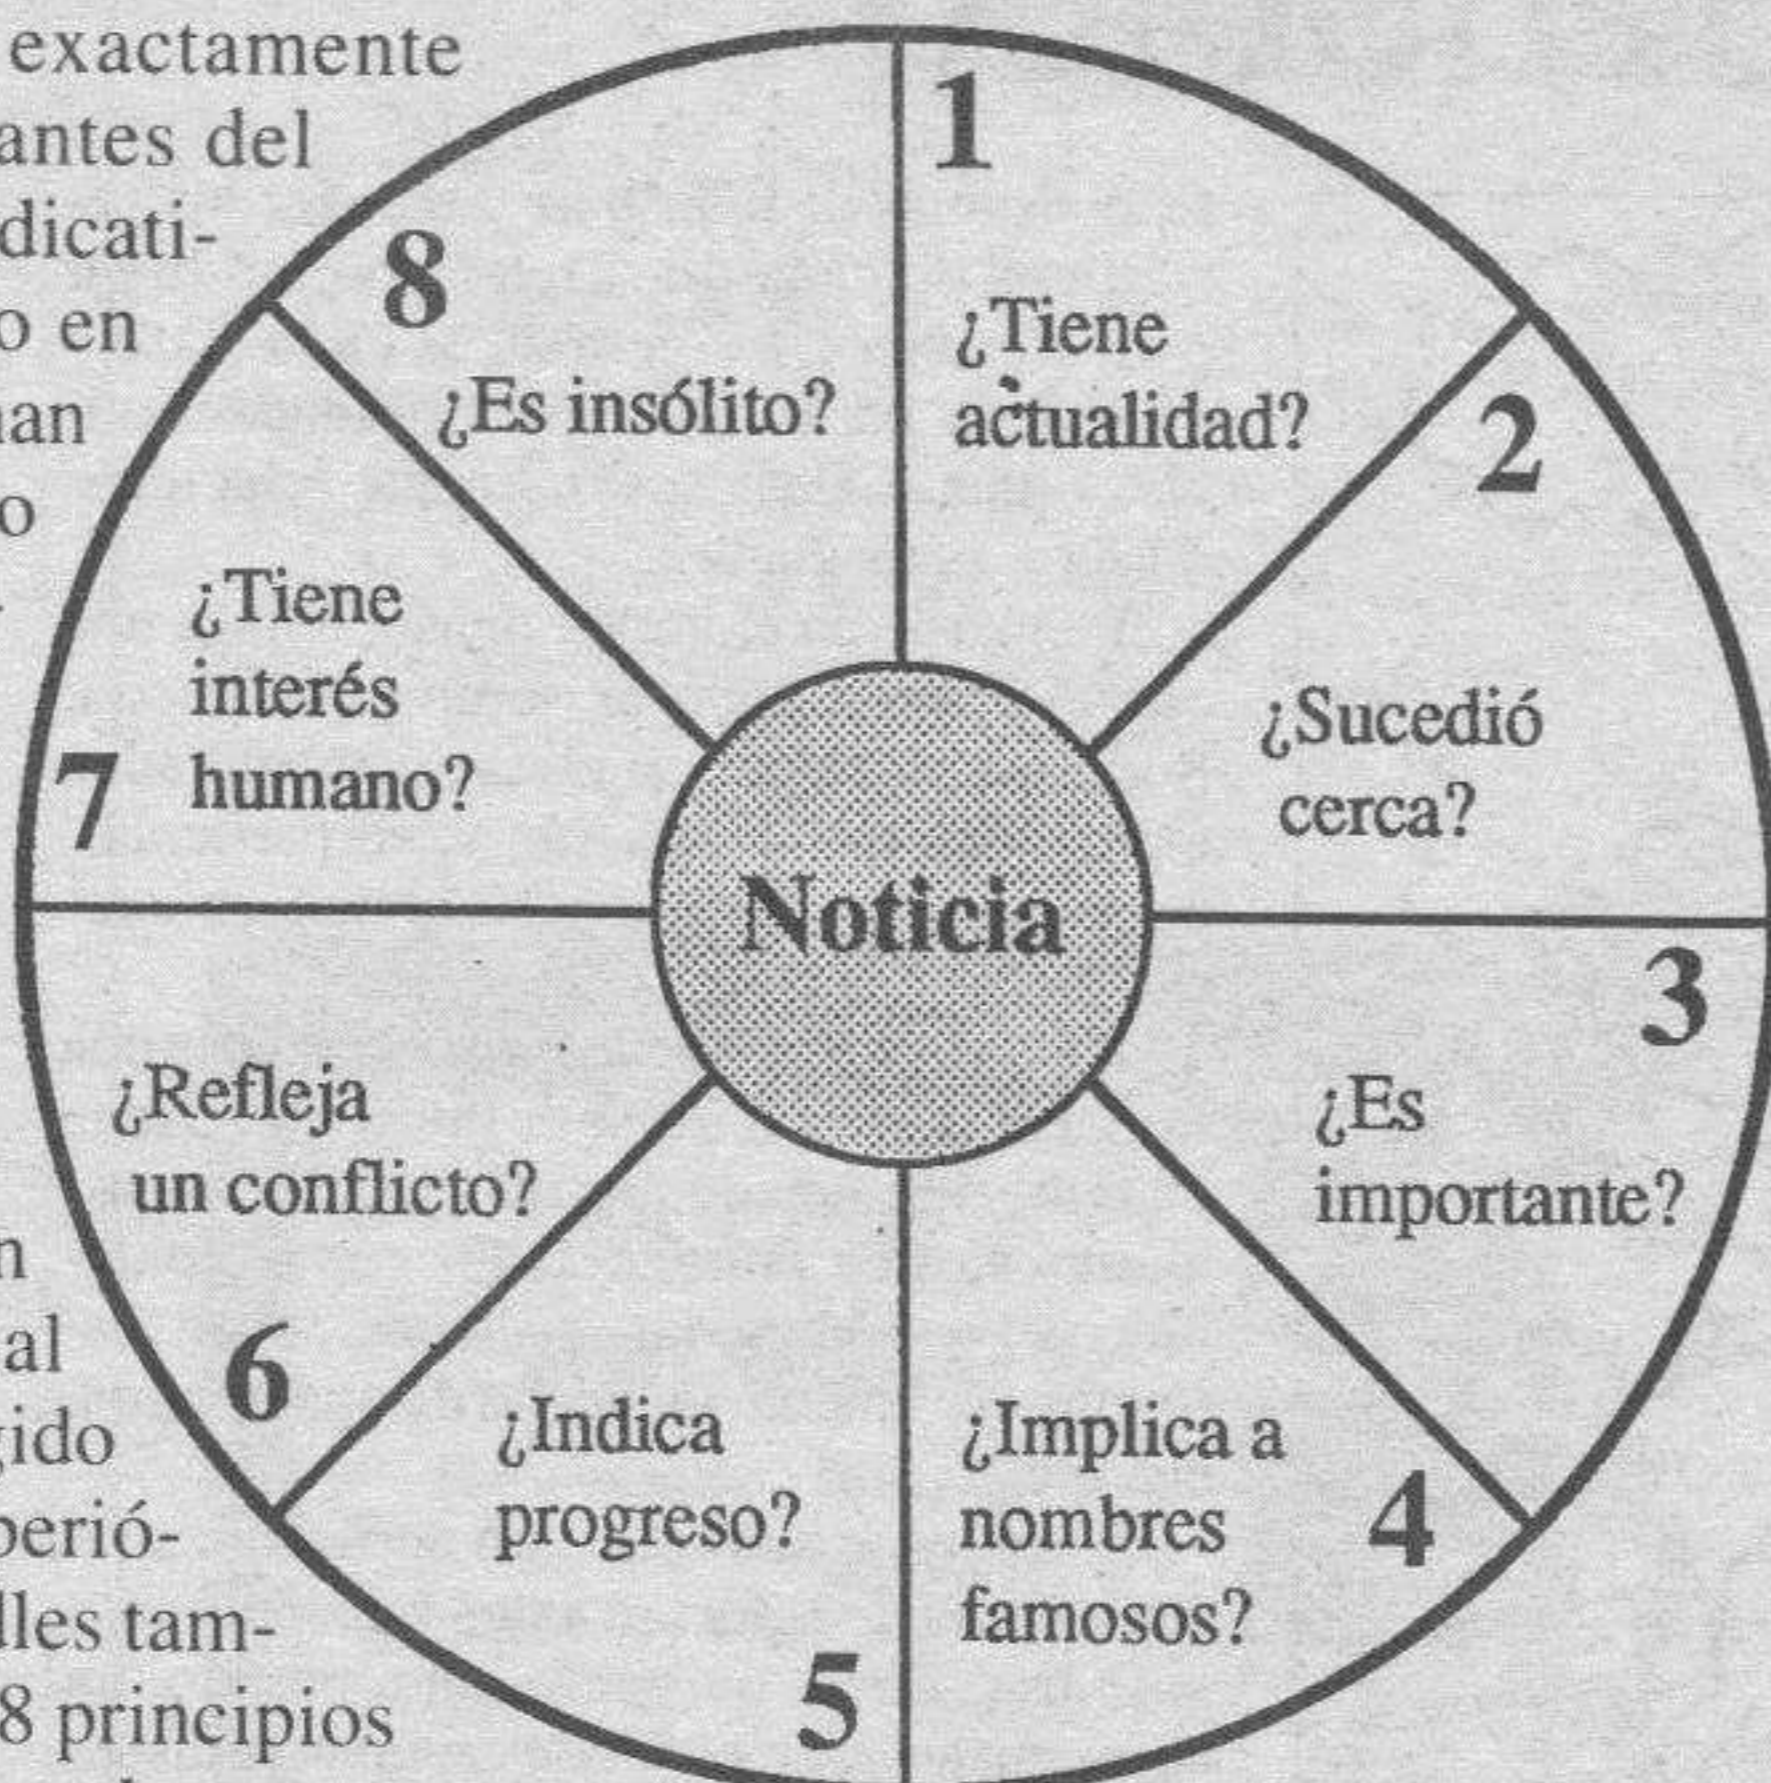 exactamente
antes del
dicati-
o en
nan
o
n
al
gido
perió-
lles tam-
8 principios
1
¿Tiene
actualidad?
2
¿Sucedió
cerca?
3
¿Es
importante?
4
¿Implica a
nombres
famosos?
5
¿Indica
progreso?
6
¿Refleja
un conflicto?
7
¿Tiene
interés
humano?
8
¿Es insólito?
Noticia